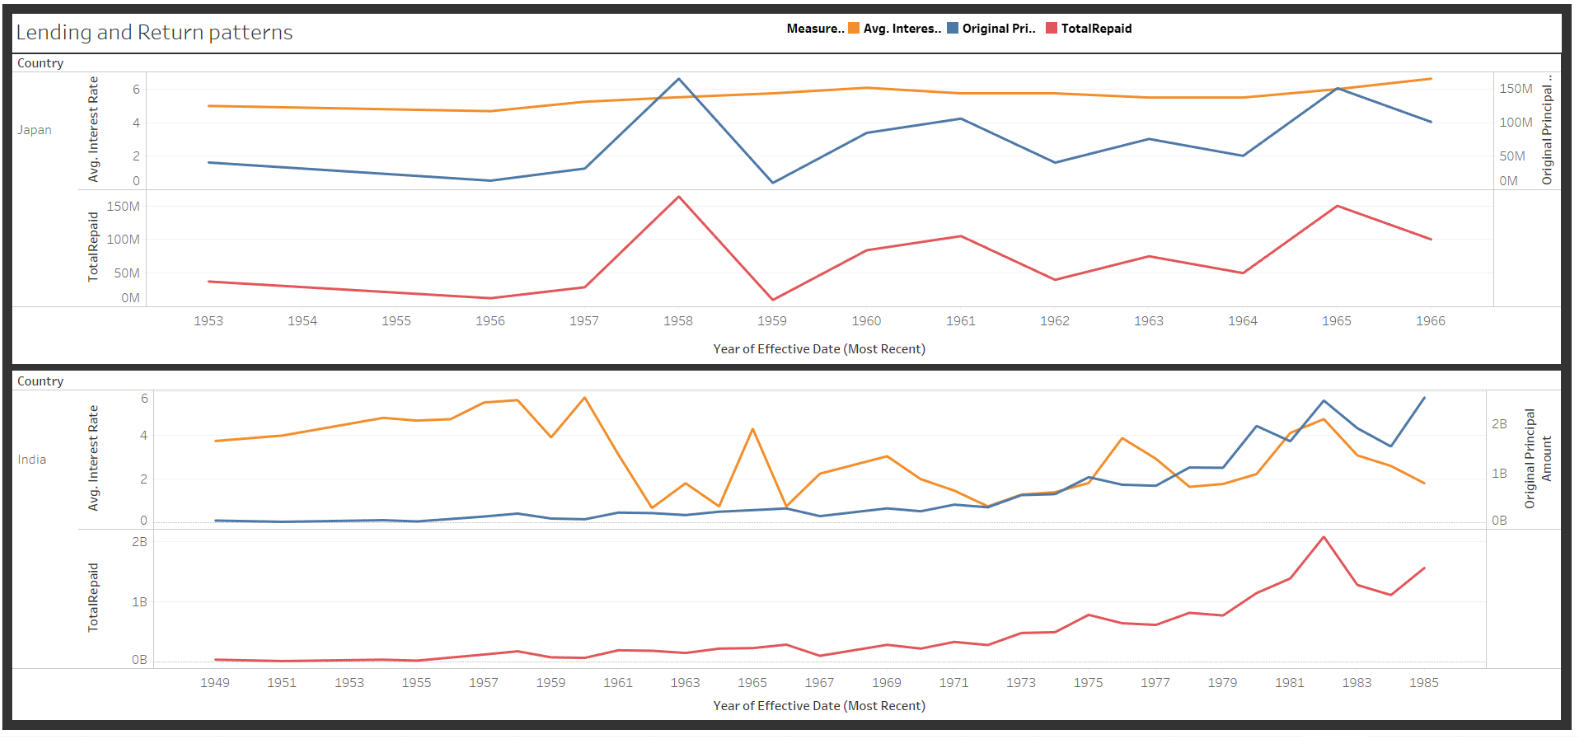 Lending and Return patterns
Measure.. Avg. Interes.. Original Pri.. TotalRepaid
Country
Japan
Avg. Interest Rate
6
4
2
0
150M
100M
50M
0M
Original Principal ..
TotalRepaid
150M
100M
50M
0M
1953 1954 1955 1956 1957 1958 1959 1960 1961 1962 1963 1964 1965 1966
Year of Effective Date (Most Recent)
Country
India
Avg. Interest Rate
6
4
2
0
2B
1B
0B
Original Principal
Amount
TotalRepaid
2B
1B
0B
1949 1951 1953 1955 1957 1959 1961 1963 1965 1967 1969 1971 1973 1975 1977 1979 1981 1983 1985
Year of Effective Date (Most Recent)